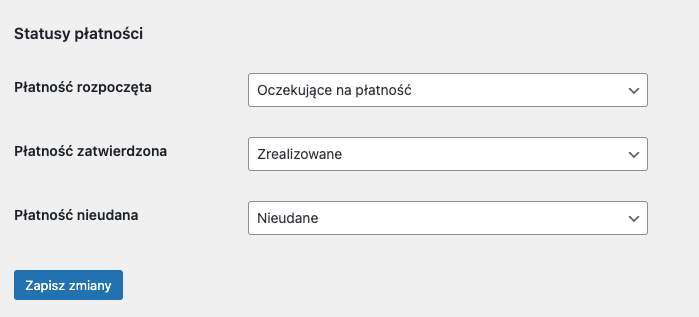 Statusy płatności
Płatność rozpoczęta
Oczekujące na płatność
Płatność zatwierdzona
Zrealizowane
Płatność nieudana
Nieudane
Zapisz zmiany